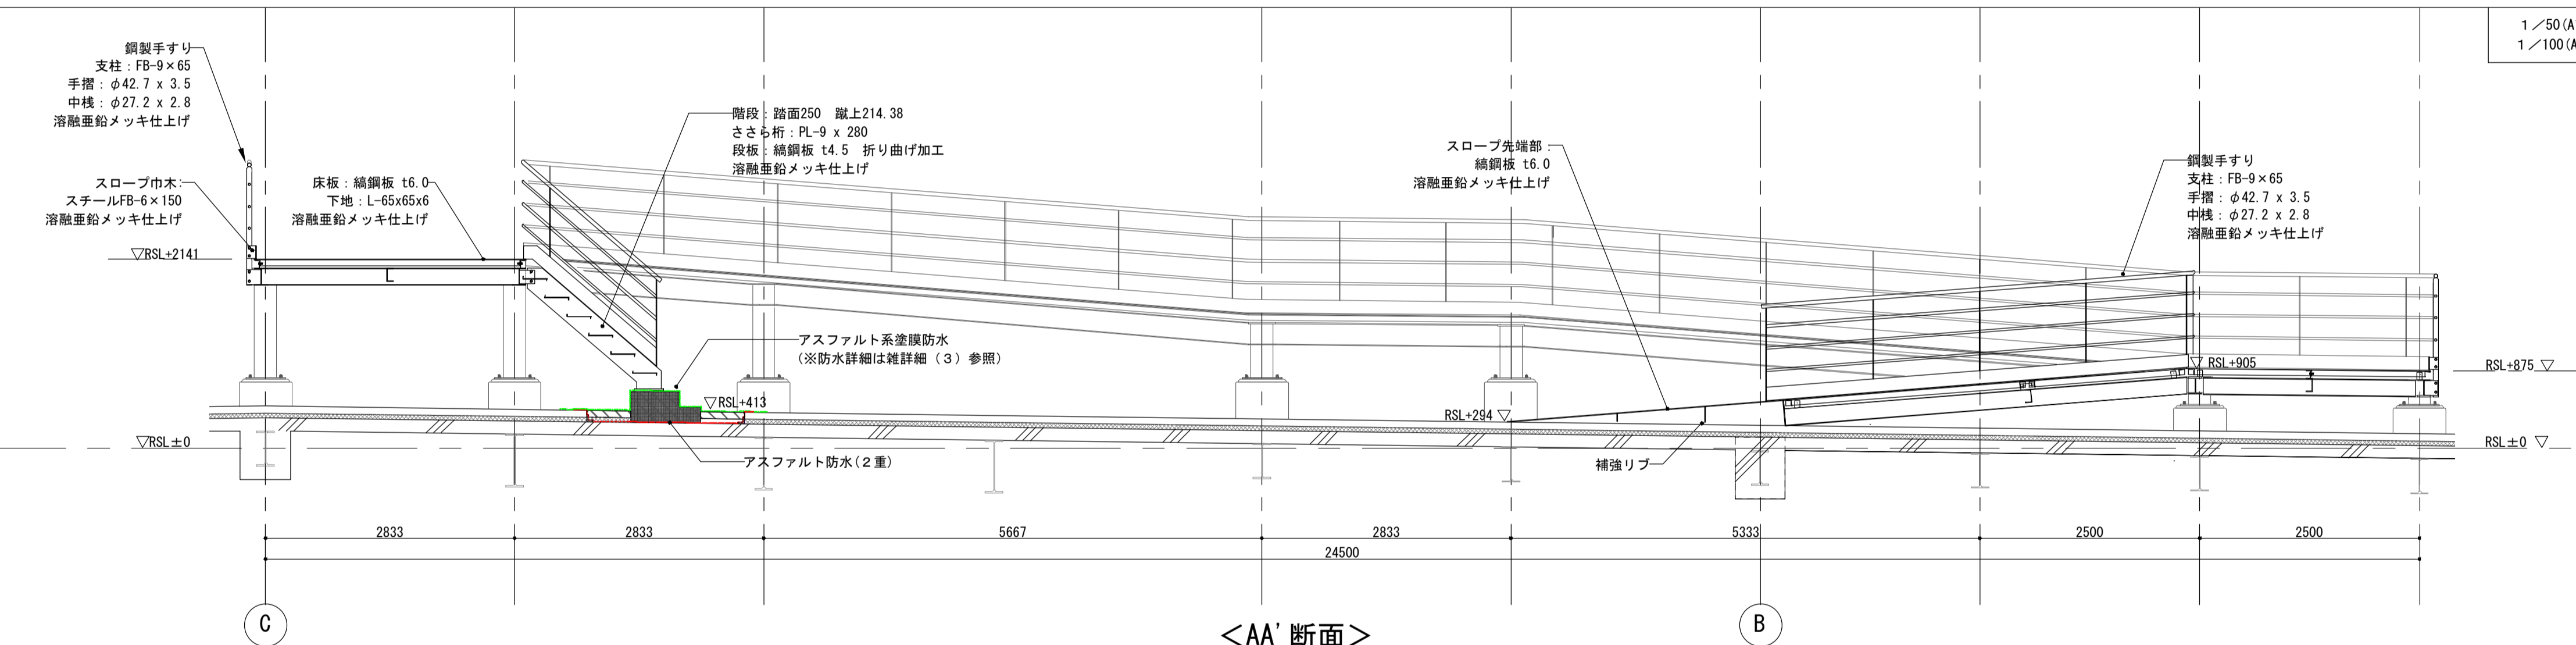 1／50(A
1／100(A
鋼製手すり
支柱：FB-9×65
手摺：φ42.7 x 3.5
中桟：φ27.2 x 2.8
溶融亜鉛メッキ仕上げ
スロープ巾木:
スチールFB-6×150
溶融亜鉛メッキ仕上げ
床板：縞鋼板 t6.0
下地：L-65x65x6
溶融亜鉛メッキ仕上げ
階段：踏面250　蹴上214.38
ささら桁：PL-9 x 280
段板：縞鋼板 t4.5　折り曲げ加工
溶融亜鉛メッキ仕上げ
スロープ先端部：
縞鋼板 t6.0
溶融亜鉛メッキ仕上げ
鋼製手すり
支柱：FB-9×65
手摺：φ42.7 x 3.5
中桟：φ27.2 x 2.8
溶融亜鉛メッキ仕上げ
▽RSL+2141
アスファルト系塗膜防水
(※防水詳細は雑詳細（3）参照)
▽RSL+413
RSL+294 ▽
▽ RSL+905
RSL+875 ▽
▽RSL±0
RSL±0 ▽
アスファルト防水(２重)
補強リブ
2833
2833
5667
2833
5333
2500
2500
24500
C
B
＜AA' 断面＞